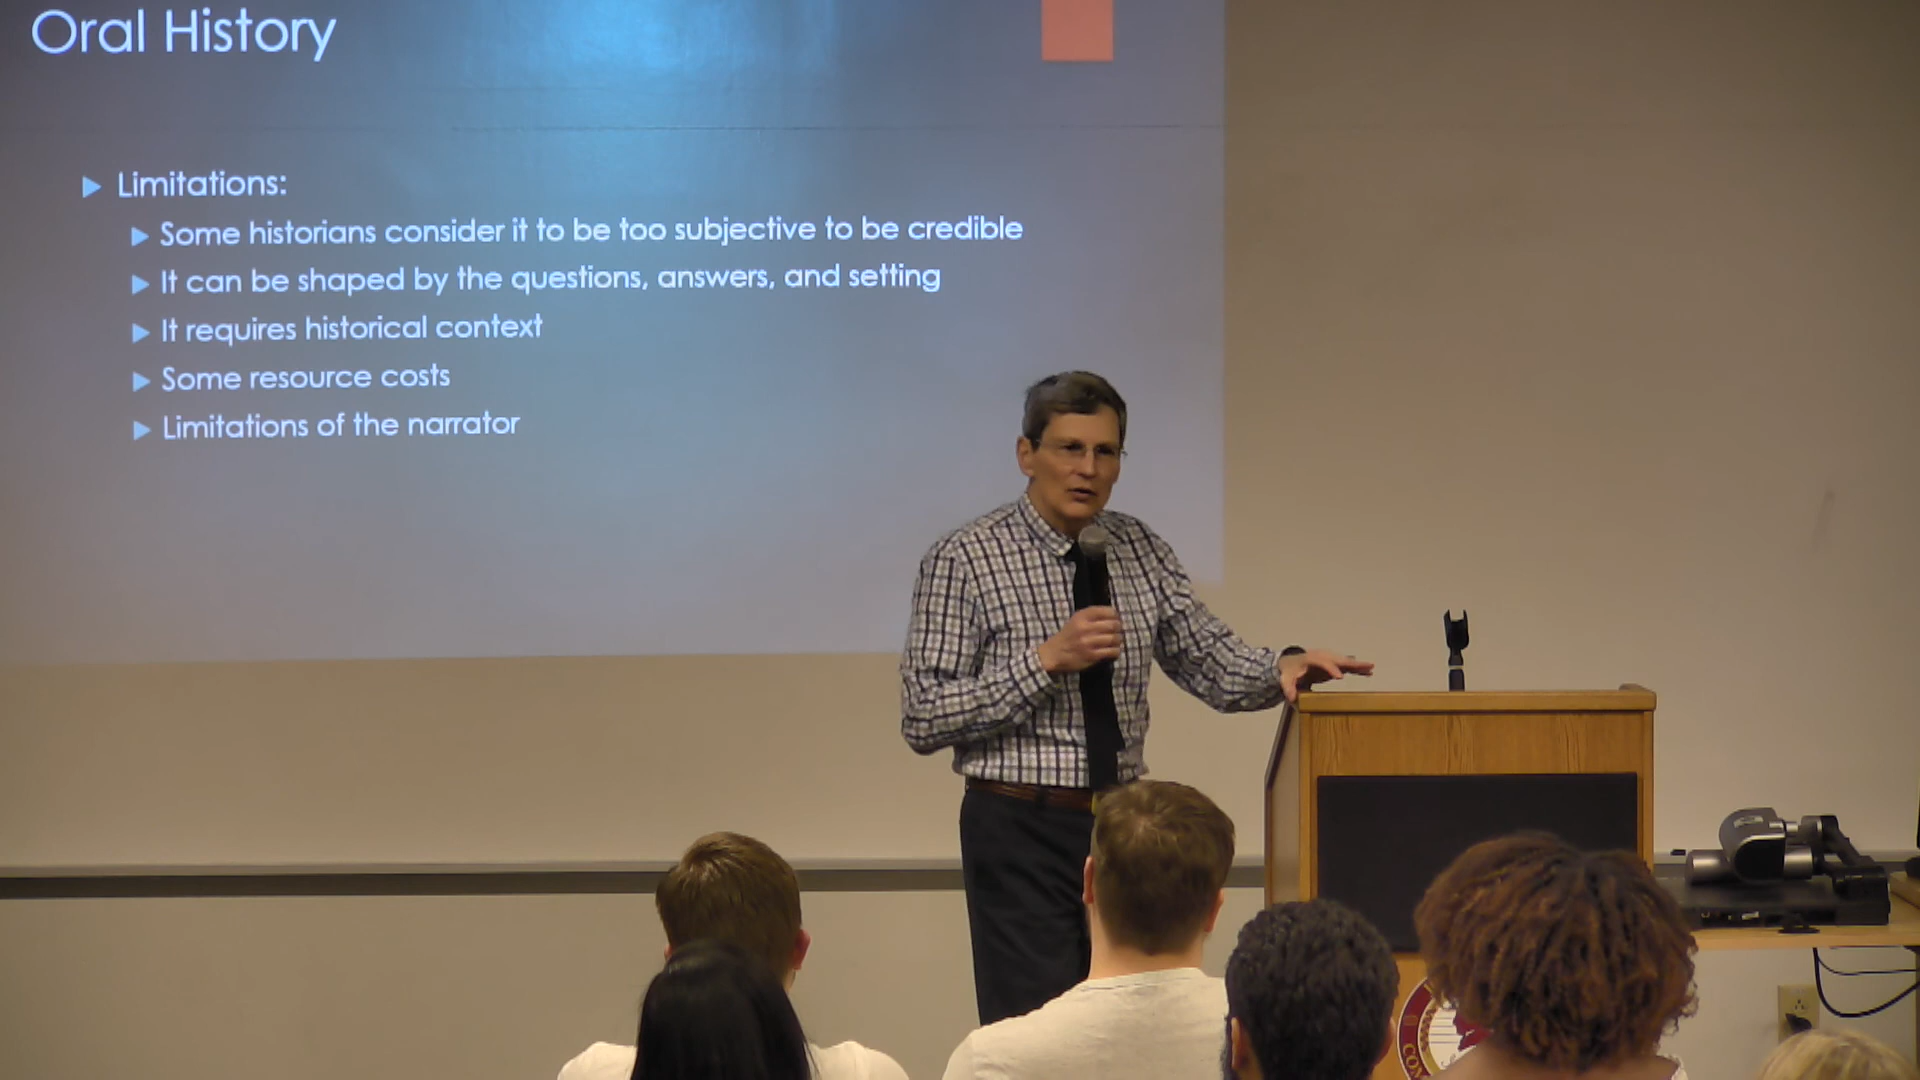 Oral History
Limitations:
Some historians consider it to be too subjective to be credible
It can be shaped by the questions, answers, and setting
It requires historical context
Some resource costs
Limitations of the narrator